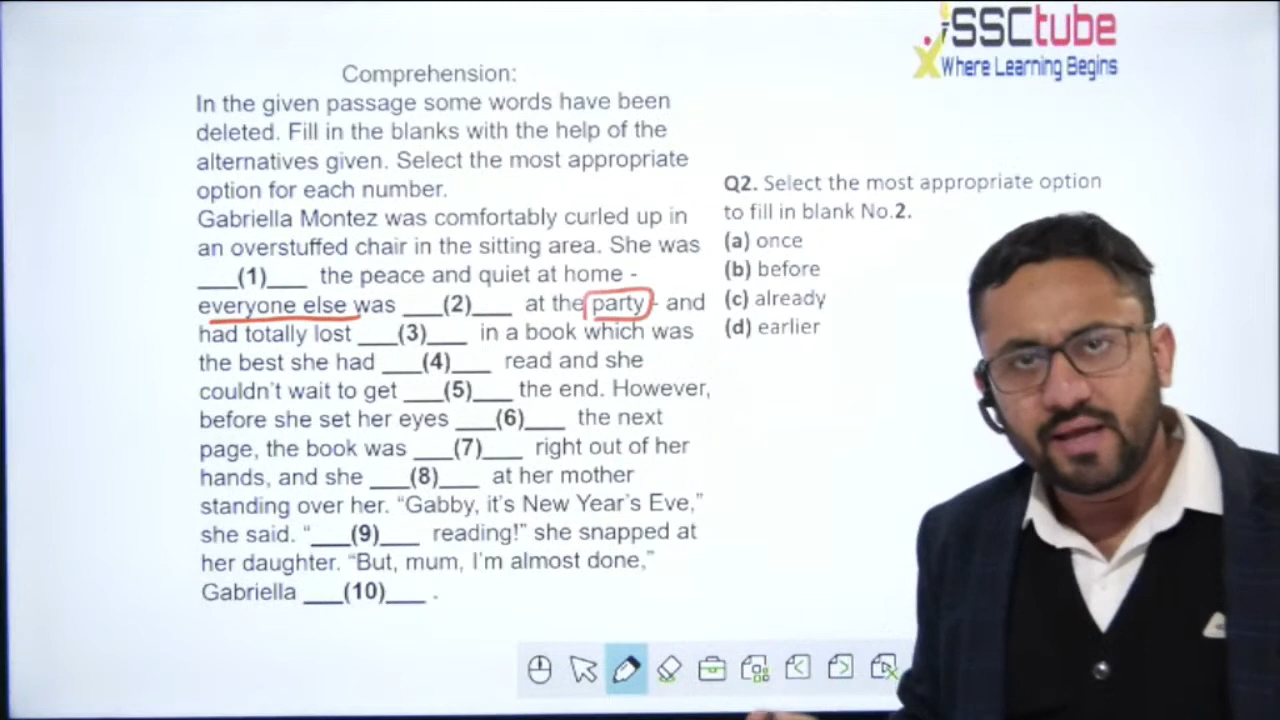 SSCtube
Where Learning Begins
Comprehension:
In the given passage some words have been
deleted. Fill in the blanks with the help of the
alternatives given. Select the most appropriate
option for each number.
Gabriella Montez was comfortably curled up in
an overstuffed chair in the sitting area. She was
___(1)___ the peace and quiet at home -
everyone else was ___(2)___ at the party - and
had totally lost ___(3)___ in a book which was
the best she had ___(4)___ read and she
couldn't wait to get ___(5)___ the end. However,
before she set her eyes ___(6)___ the next
page, the book was ___(7)___ right out of her
hands, and she ___(8)___ at her mother
standing over her. "Gabby, it's New Year's Eve,"
she said. "___(9)___ reading!" she snapped at
her daughter. "But, mum, I'm almost done,"
Gabriella ___(10)___ .
Q2. Select the most appropriate option
to fill in blank No.2.
(a) once
(b) before
(c) already
(d) earlier